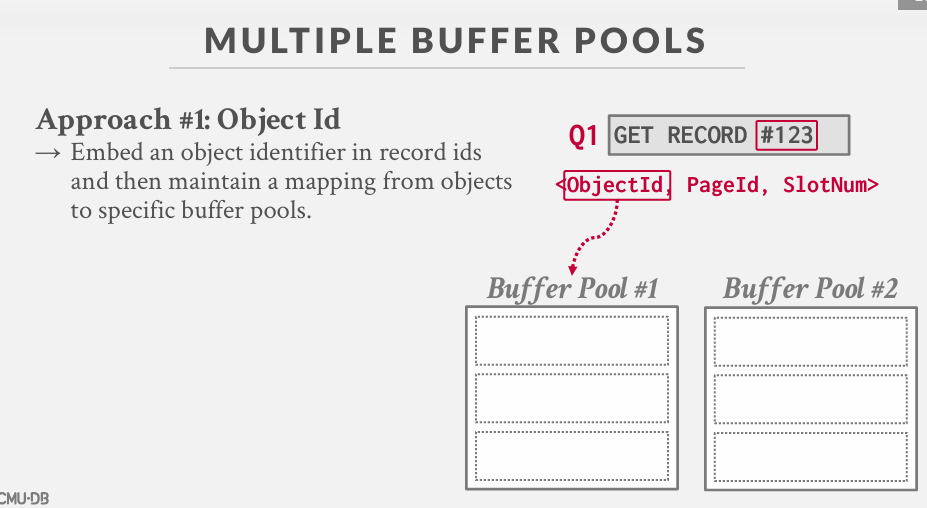 MULTIPLE BUFFER POOLS
Approach #1: Object Id
→ Embed an object identifier in record ids
and then maintain a mapping from objects
to specific buffer pools.
Q1 GET RECORD #123
<ObjectId, PageId, SlotNum>
Buffer Pool #1
Buffer Pool #2
CMU·DB